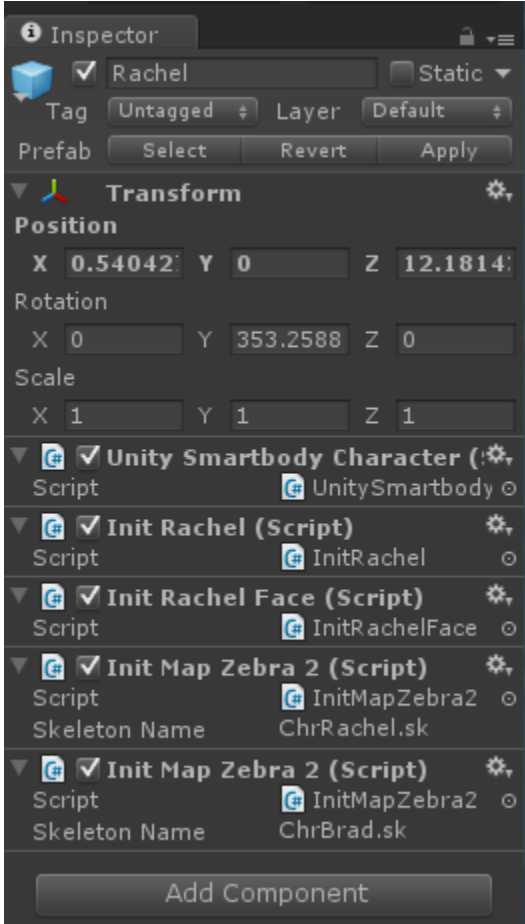 Inspector
Rachel Static
Tag Untagged Layer Default
Prefab Select Revert Apply
Transform
Position
X 0.54042 Y 0 Z 12.1814
Rotation
X 0 Y 353.2588 Z 0
Scale
X 1 Y 1 Z 1
Unity Smartbody Character (
Script UnitySmartbody
Init Rachel (Script)
Script InitRachel
Init Rachel Face (Script)
Script InitRachelFace
Init Map Zebra 2 (Script)
Script InitMapZebra2
Skeleton Name ChrRachel.sk
Init Map Zebra 2 (Script)
Script InitMapZebra2
Skeleton Name ChrBrad.sk
Add Component